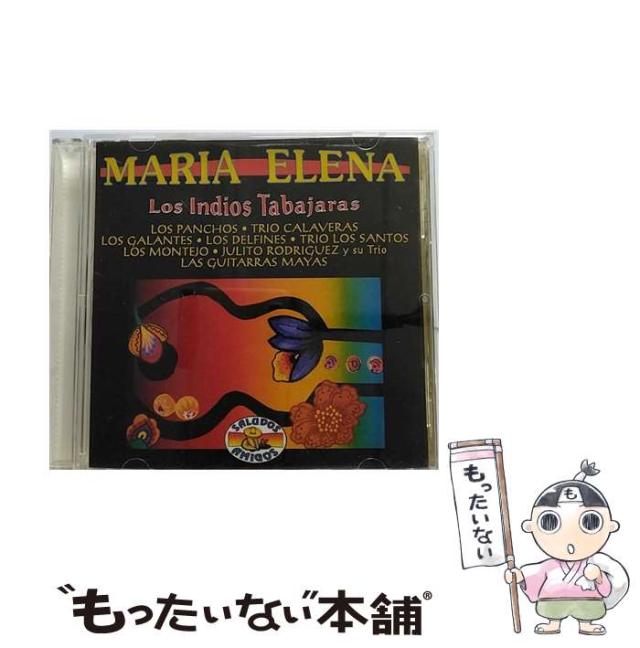 MARIA ELENA
Los Indios Tabajaras
LOS PANCHOS • TRIO CALAVERAS
LOS GALANTES • LOS DELFINES • TRIO LOS SANTOS
LOS MONTEJO • JULITO RODRIGUEZ y su Trio
LAS GUITARRAS MAYAS
SALUDOS
AMIGOS
も
もったいない
"もったいない"本舗®